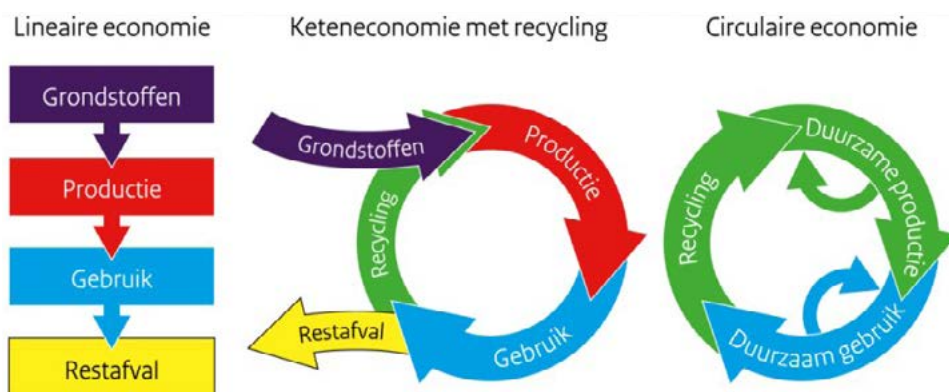 Lineaire economie
Grondstoffen
Productie
Gebruik
Restafval
Keteneconomie met recycling
Grondstoffen
Productie
Gebruik
Recycling
Restafval
Circulaire economie
Duurzame productie
Duurzaam gebruik
Recycling